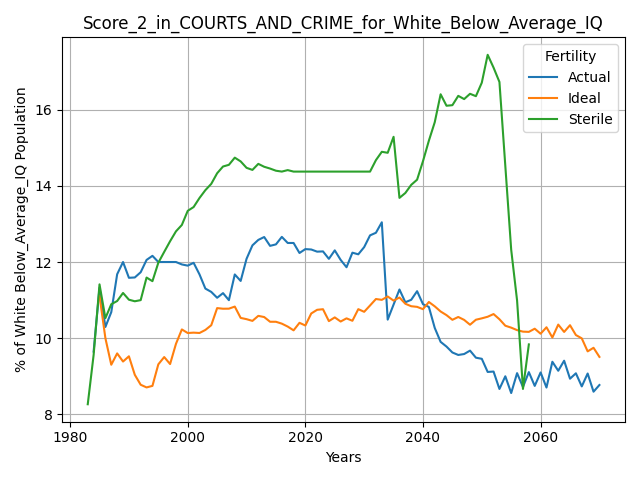 Score_2_in_COURTS_AND_CRIME_for_White_Below_Average_IQ
% of White Below_Average_IQ Population
16
14
12
10
8
Fertility
Actual
Ideal
Sterile
1980
2000
2020
2040
2060
Years